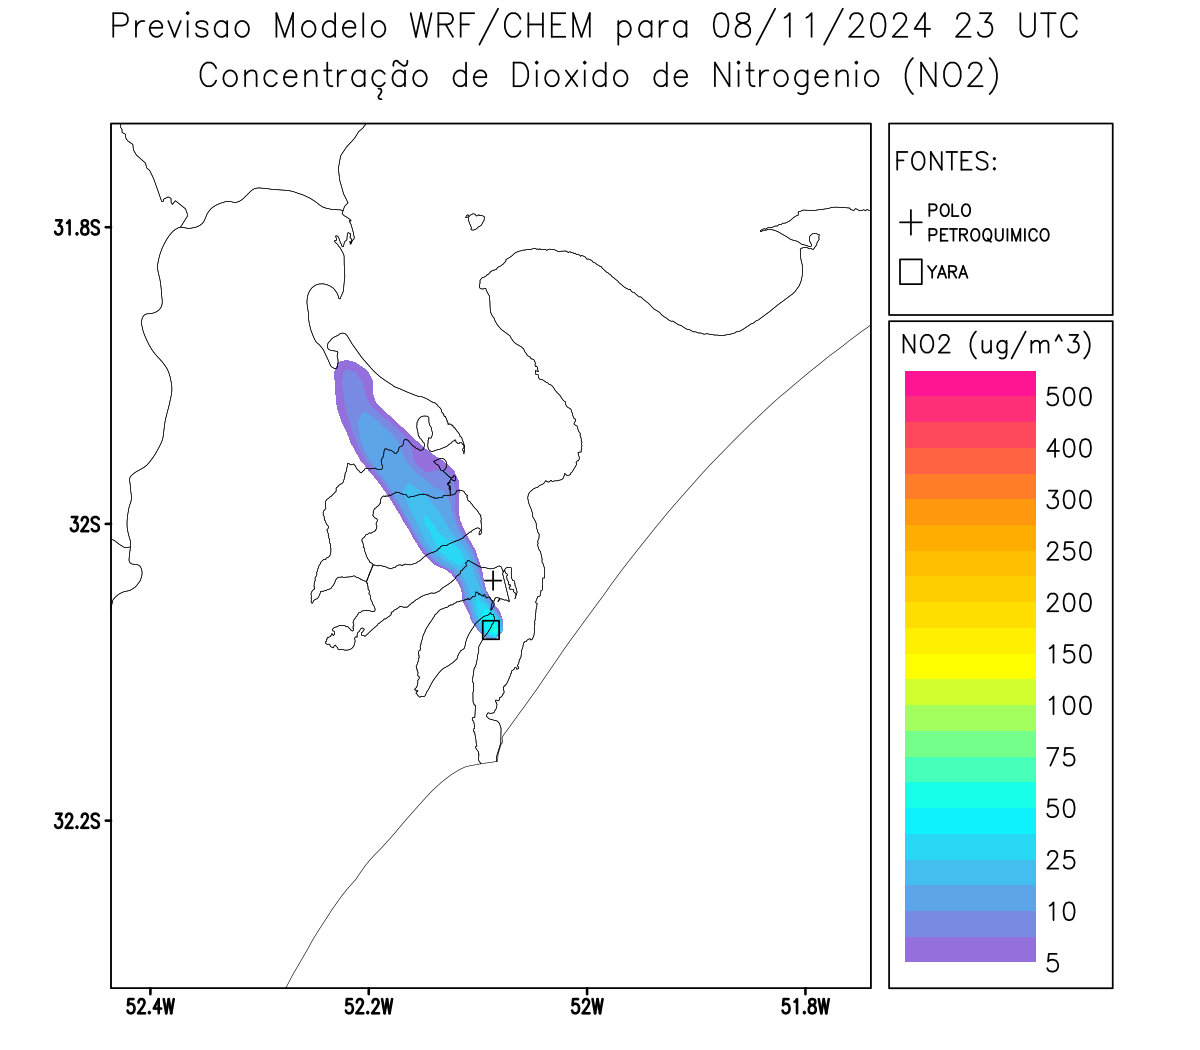 Previsao Modelo WRF/CHEM para 08/11/2024 23 UTC
Concentração de Dioxido de Nitrogenio (NO2)
FONTES:
POLO
PETROQUIMICO
YARA
31.8S
32S
32.2S
52.4W
52.2W
52W
51.8W
NO2 (ug/m^3)
500
400
300
250
200
150
100
75
50
25
10
5